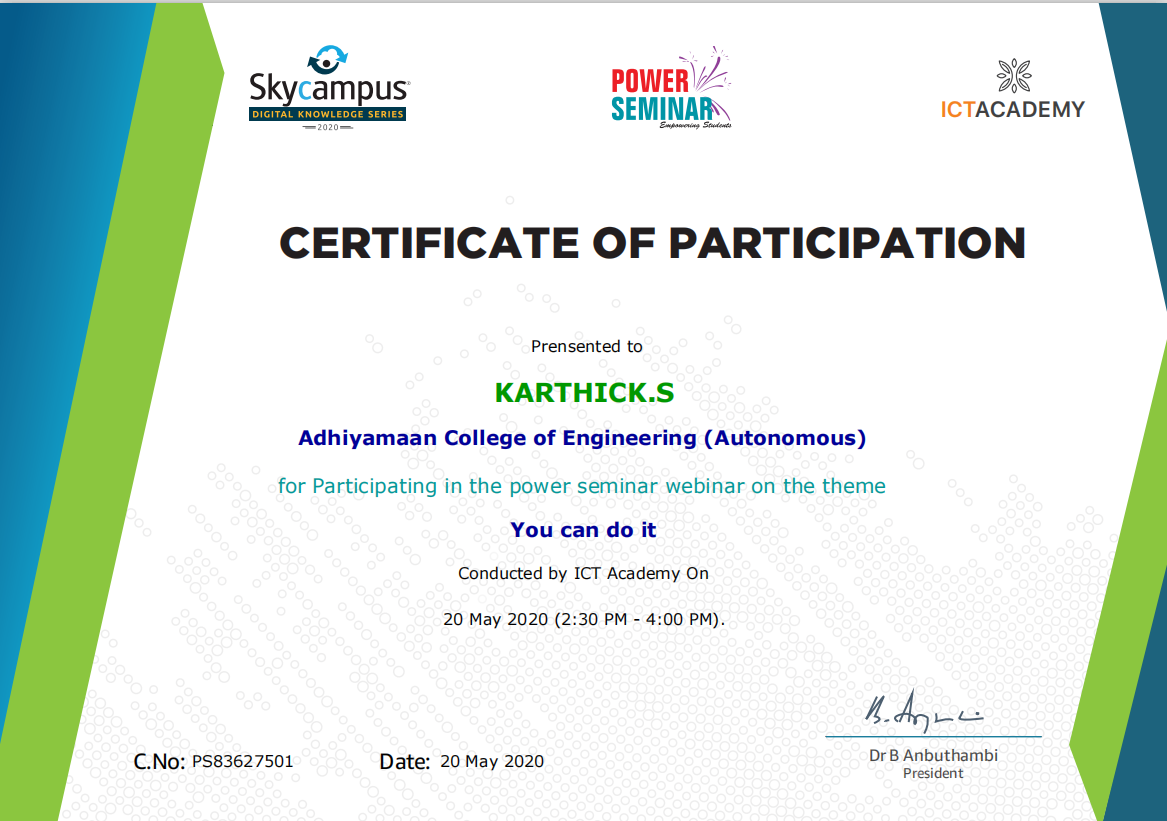 Skycampus
DIGITAL KNOWLEDGE SERIES
2020
POWER
SEMINAR
Empowering Students
ICTACADEMY
CERTIFICATE OF PARTICIPATION
Prensented to
KARTHICK.S
Adhiyamaan College of Engineering (Autonomous)
for Participating in the power seminar webinar on the theme
You can do it
Conducted by ICT Academy On
20 May 2020 (2:30 PM - 4:00 PM).
C.No: PS83627501
Date: 20 May 2020
Dr B Anbuthambi
President